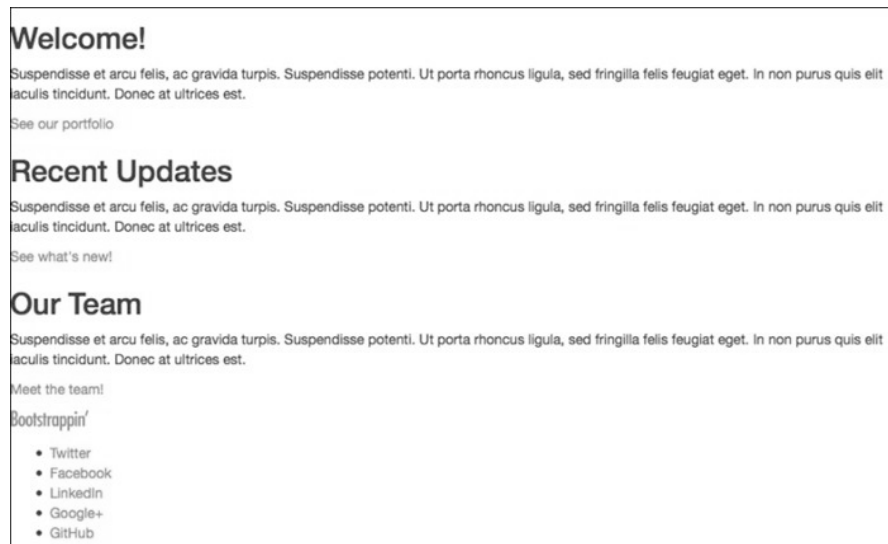 Welcome!
Suspendisse et arcu felis, ac gravida turpis. Suspendisse potenti. Ut porta rhoncus ligula, sed fringilla felis feugiat eget. In non purus quis elit
iaculis tincidunt. Donec at ultrices est.
See our portfolio
Recent Updates
Suspendisse et arcu felis, ac gravida turpis. Suspendisse potenti. Ut porta rhoncus ligula, sed fringilla felis feugiat eget. In non purus quis elit
iaculis tincidunt. Donec at ultrices est.
See what's new!
Our Team
Suspendisse et arcu felis, ac gravida turpis. Suspendisse potenti. Ut porta rhoncus ligula, sed fringilla felis feugiat eget. In non purus quis elit
iaculis tincidunt. Donec at ultrices est.
Meet the team!
Bootstrappin'
• Twitter
• Facebook
• LinkedIn
• Google+
• GitHub